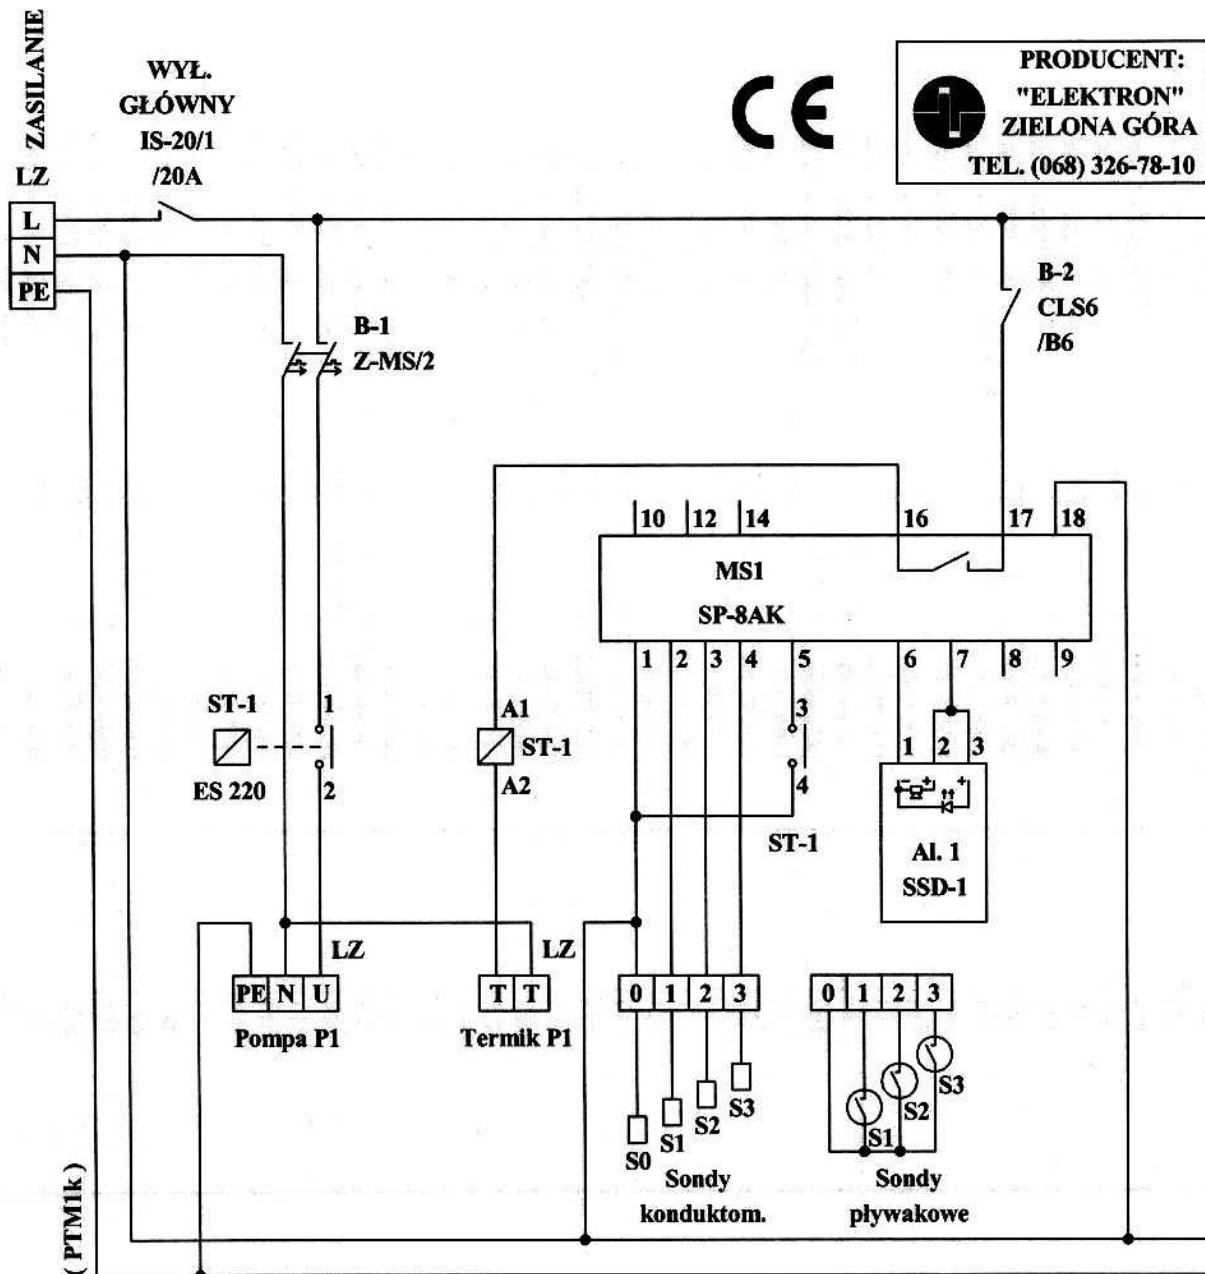 ZASILANIE
WYŁ.
GŁÓWNY
IS-20/1
/20A
CE
PRODUCENT:
"ELEKTRON"
ZIELONA GÓRA
TEL. (068) 326-78-10
LZ
L
N
PE
B-1
Z-MS/2
B-2
CLS6
/B6
10 12 14 16 17 18
MS1
SP-8AK
1 2 3 4 5 6 7 8 9
ST-1
ES 220
1
2
A1
ST-1
A2
3
4
ST-1
1 2 3
- + +
Al. 1
SSD-1
LZ
PE N U
Pompa P1
LZ
T T
Termik P1
0 1 2 3
S0 S1 S2 S3
Sondy
konduktom.
0 1 2 3
S1 S2 S3
Sondy
pływakowe
( PTM1k )